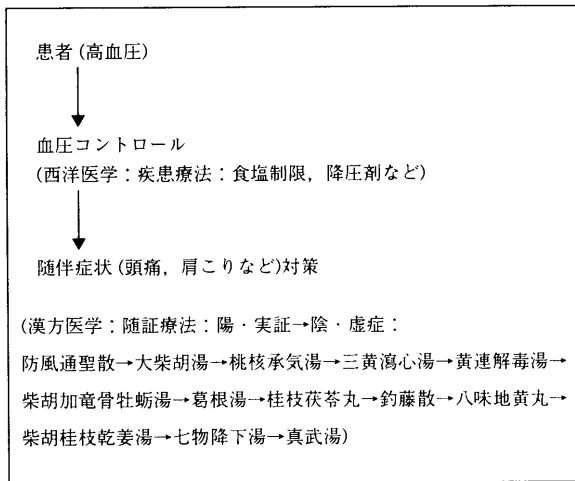 患者(高血圧)
血圧コントロール
(西洋医学：疾患療法：食塩制限，降圧剤など)
随伴症状(頭痛，肩こりなど)対策
(漢方医学：随証療法：陽・実証→陰・虚症：
防風通聖散→大柴胡湯→桃核承気湯→三黄瀉心湯→黄連解毒湯→
柴胡加竜骨牡蛎湯→葛根湯→桂枝茯苓丸→釣藤散→八味地黄丸→
柴胡桂枝乾姜湯→七物降下湯→真武湯)